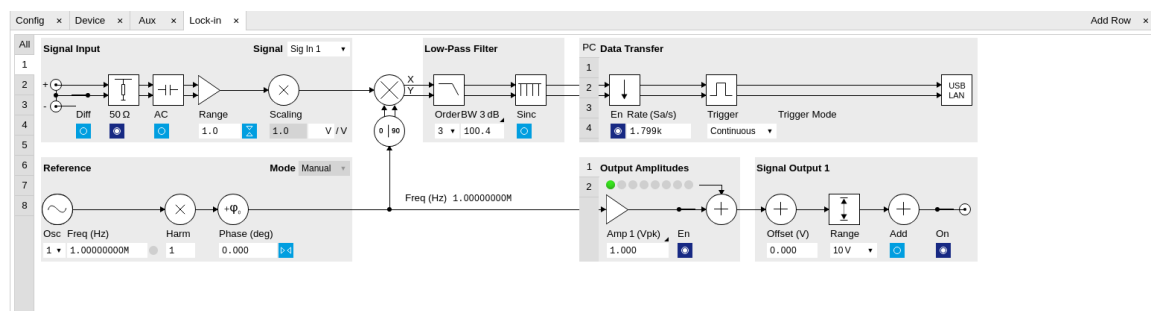 Config × Device × Aux × Lock-in × Add Row ×
All
1
2
3
4
5
6
7
8
Signal Input Signal Sig In 1
+
-
Diff 50 Ω AC Range Scaling
1.0 1.0 V / V
X
Y
0 | 90
Low-Pass Filter
Order BW 3 dB Sinc
3 100.4
PC Data Transfer
1
2
3
4
USB
LAN
En Rate (Sa/s) Trigger Trigger Mode
1.799k Continuous
Reference Mode Manual
+φ₀
Osc Freq (Hz) Harm Phase (deg)
1 1.00000000M 1 0.000
Freq (Hz) 1.00000000M
1 Output Amplitudes
2
Amp 1 (Vpk) En
1.000
Signal Output 1
Offset (V) Range Add On
0.000 10 V